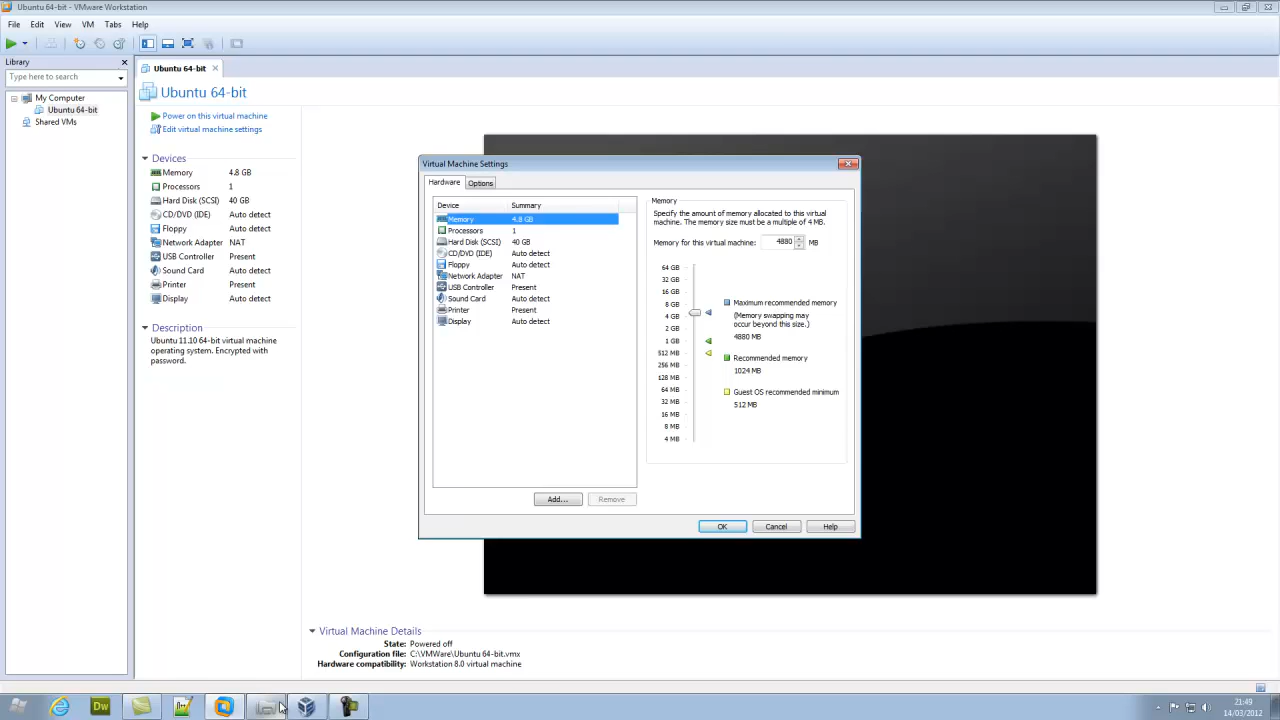 Ubuntu 64-bit - VMware Workstation
File Edit View VM Tabs Help
Library
Type here to search
My Computer
Ubuntu 64-bit
Shared VMs
Ubuntu 64-bit
Ubuntu 64-bit
Power on this virtual machine
Edit virtual machine settings
Devices
Memory 4.8 GB
Processors 1
Hard Disk (SCSI) 40 GB
CD/DVD (IDE) Auto detect
Floppy Auto detect
Network Adapter NAT
USB Controller Present
Sound Card Auto detect
Printer Present
Display Auto detect
Description
Ubuntu 11.10 64-bit virtual machine
operating system. Encrypted with
password.
Virtual Machine Settings
Hardware Options
Device Summary
Memory 4.8 GB
Processors 1
Hard Disk (SCSI) 40 GB
CD/DVD (IDE) Auto detect
Floppy Auto detect
Network Adapter NAT
USB Controller Present
Sound Card Auto detect
Printer Present
Display Auto detect
Add... Remove
Memory
Specify the amount of memory allocated to this virtual
machine. The memory size must be a multiple of 4 MB.
Memory for this virtual machine: 4880 MB
64 GB
32 GB
16 GB
8 GB
4 GB
2 GB
1 GB
512 MB
256 MB
128 MB
64 MB
32 MB
16 MB
8 MB
4 MB
Maximum recommended memory
(Memory swapping may
occur beyond this size.)
4880 MB
Recommended memory
1024 MB
Guest OS recommended minimum
512 MB
OK Cancel Help
Virtual Machine Details
State: Powered off
Configuration file: C:\VMWare\Ubuntu 64-bit.vmx
Hardware compatibility: Workstation 8.0 virtual machine
Dw
21:49
14/03/2012